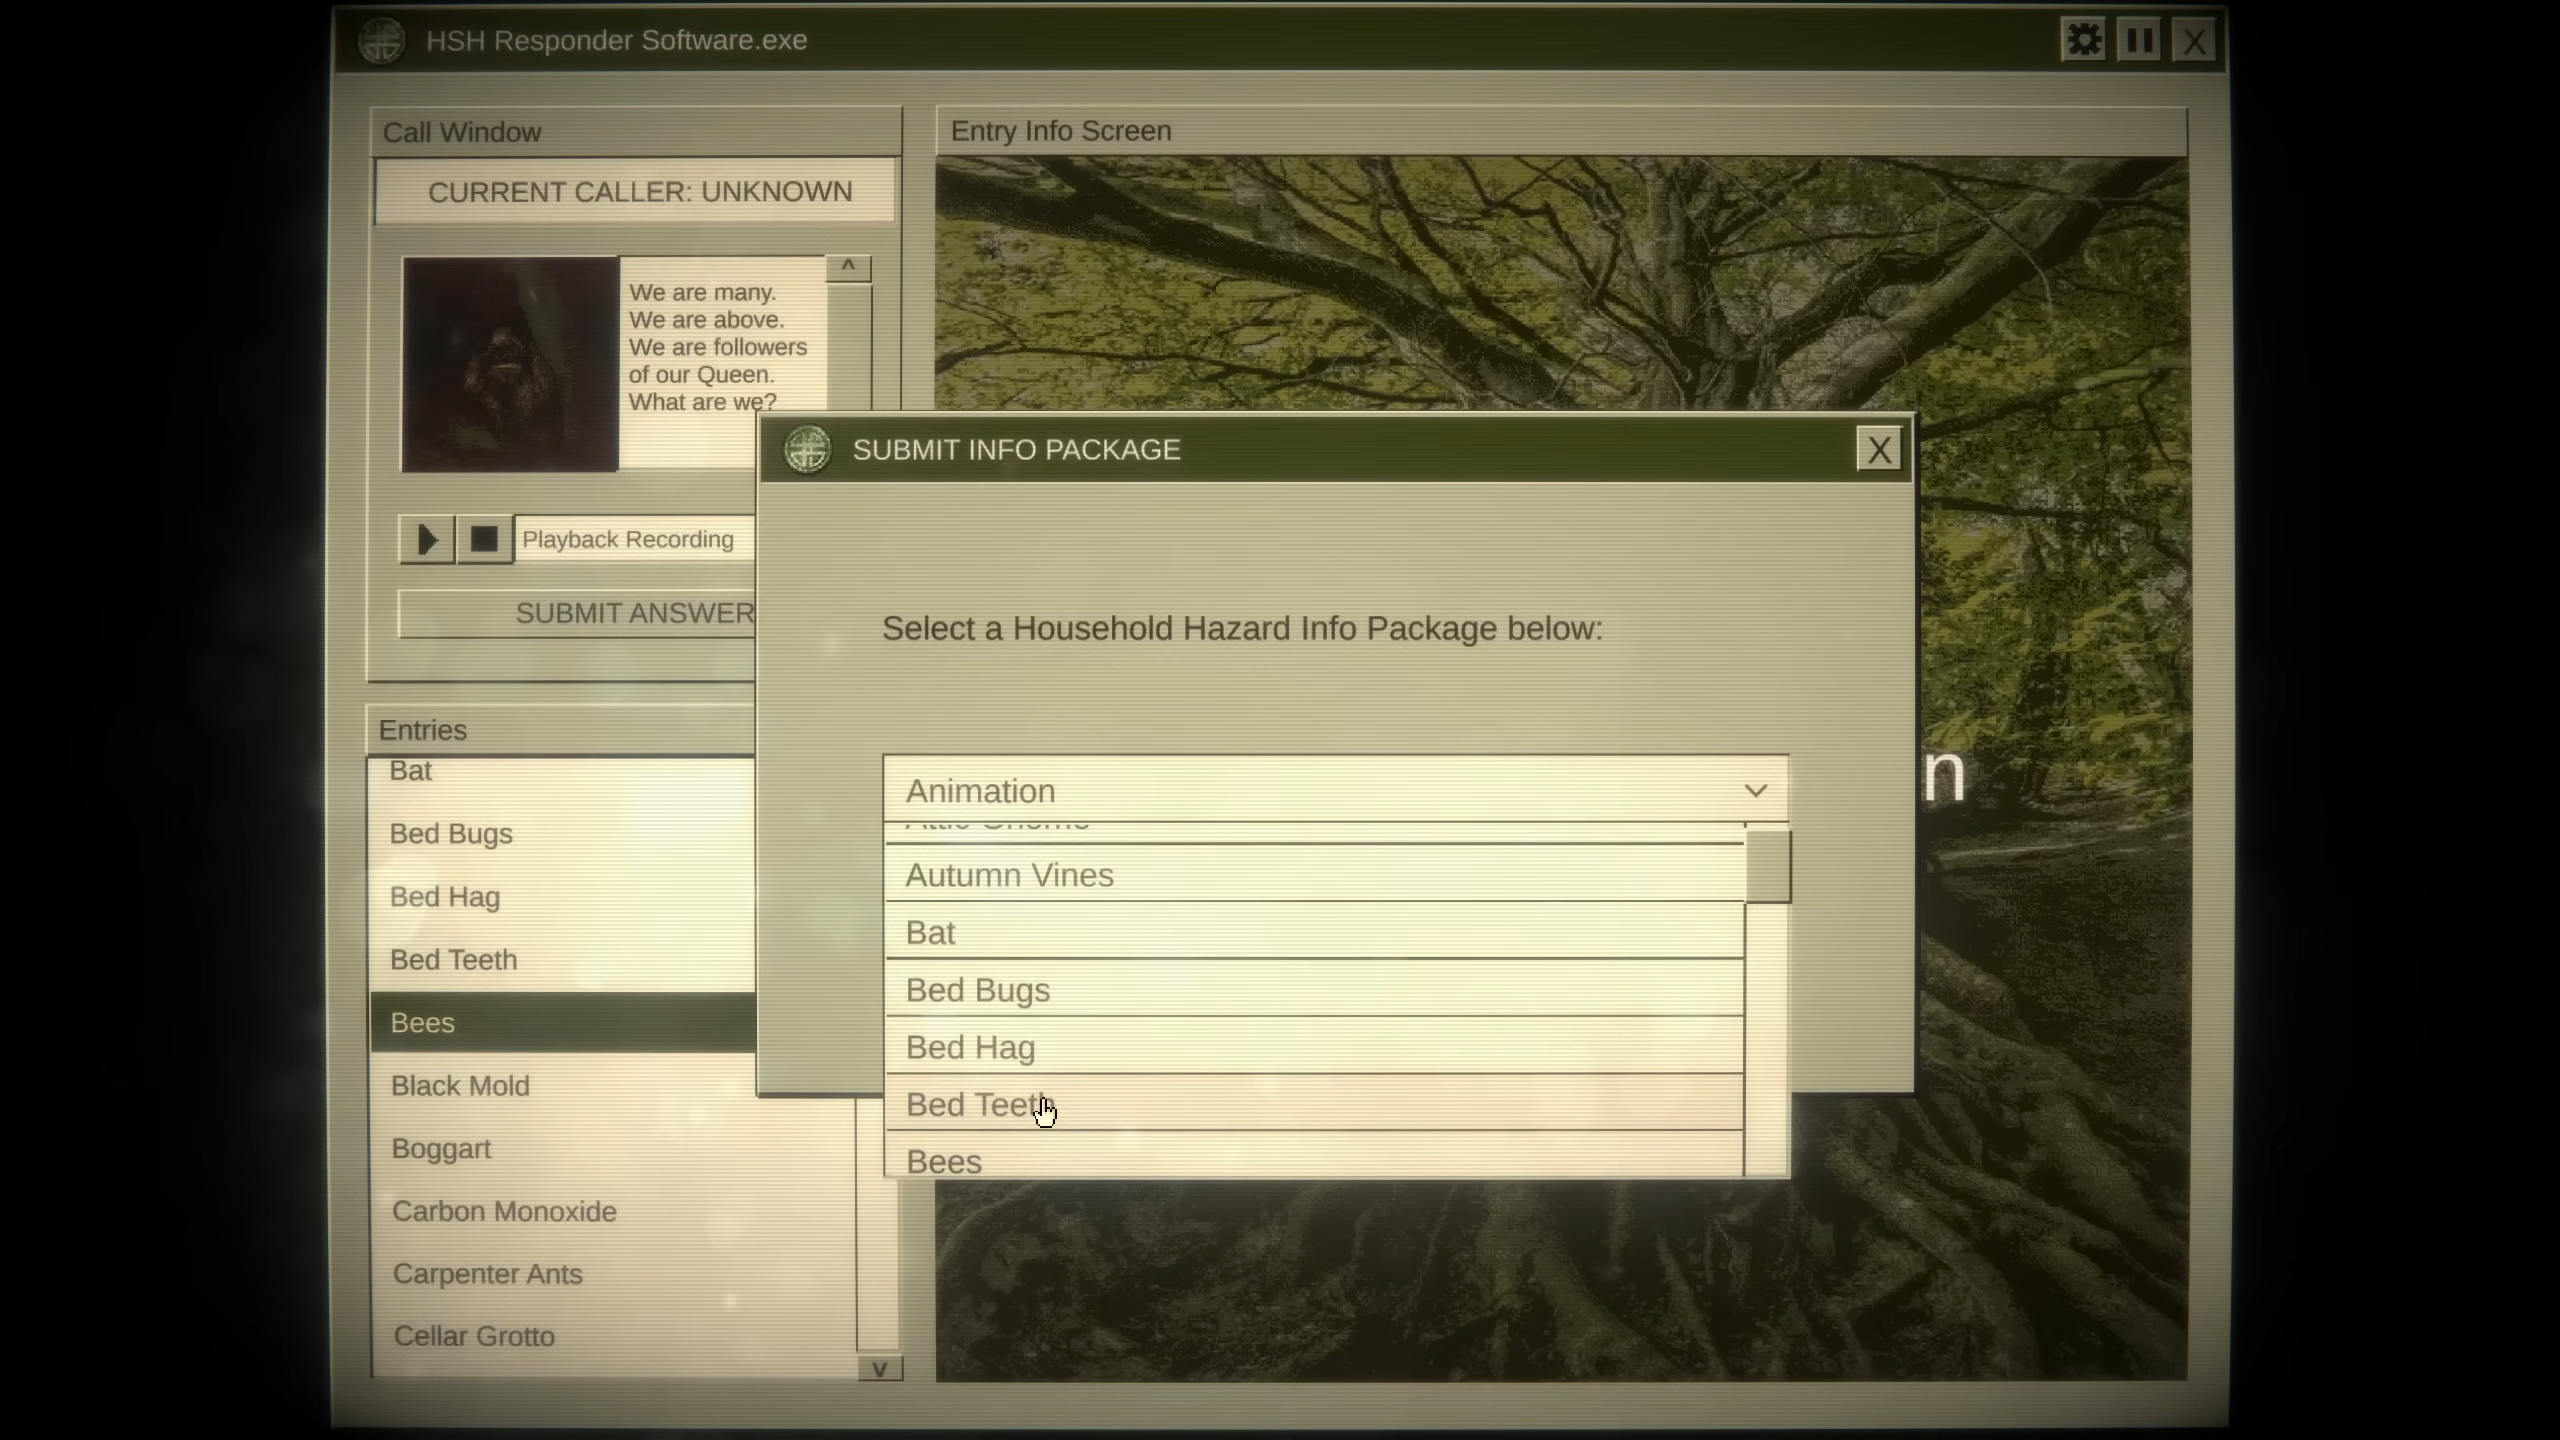 HSH Responder Software.exe
X
Call Window
CURRENT CALLER: UNKNOWN
We are many.
We are above.
We are followers
of our Queen.
What are we?
Playback Recording
SUBMIT ANSWER
Entry Info Screen
n
SUBMIT INFO PACKAGE
X
Select a Household Hazard Info Package below:
Animation
Attic Gnome
Autumn Vines
Bat
Bed Bugs
Bed Hag
Bed Teeth
Bees
Entries
Bat
Bed Bugs
Bed Hag
Bed Teeth
Bees
Black Mold
Boggart
Carbon Monoxide
Carpenter Ants
Cellar Grotto